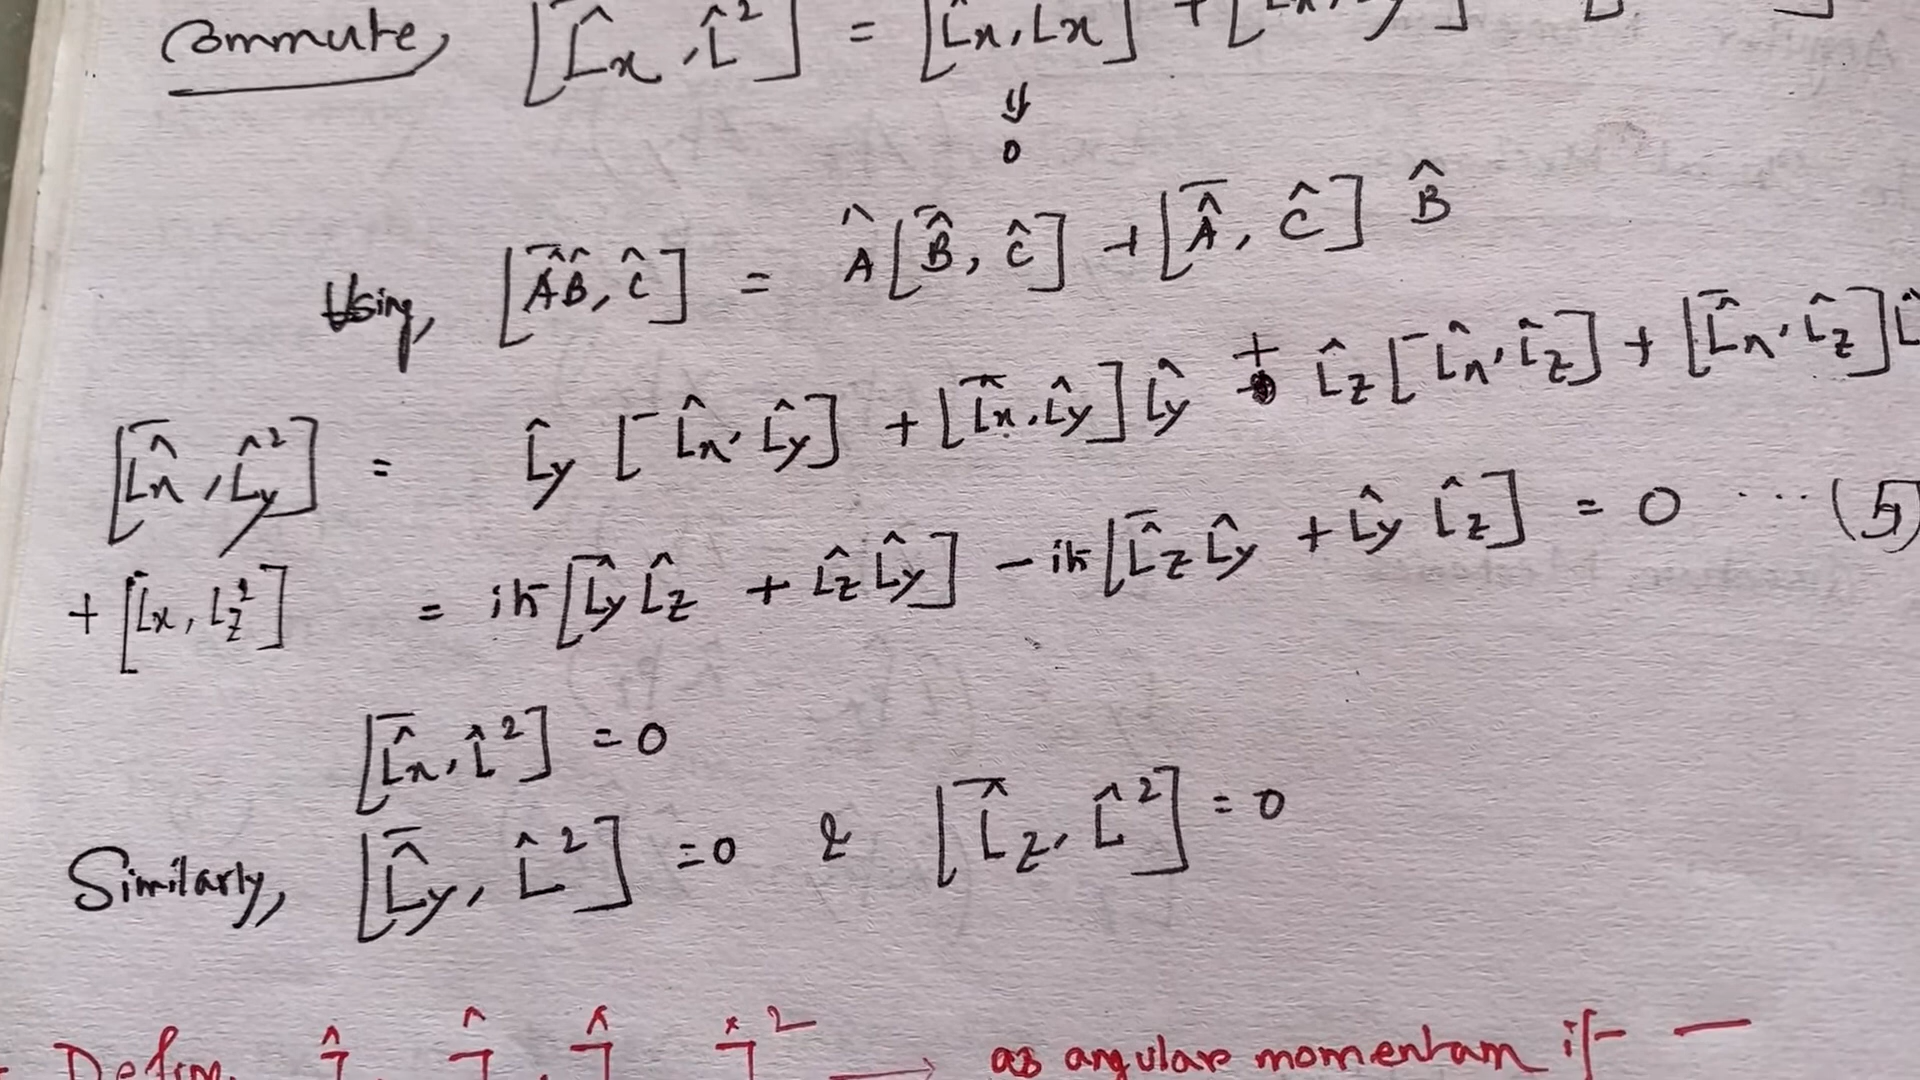 Commute, [L̂x, L̂²] = [L̂x, Lx] + [
⇓
0
Using, [ÂB̂, Ĉ] = Â[B̂, Ĉ] + [Â, Ĉ] B̂
[L̂x, L̂y²] = L̂y [L̂x, L̂y] + [L̂x, L̂y] L̂y + L̂z [L̂x, L̂z] + [L̂x, L̂z] L̂
+ [Lx, Lz²] = iħ [L̂y L̂z + L̂z L̂y] - iħ [L̂z L̂y + L̂y L̂z] = 0 ... (5)
[L̂x, L̂²] = 0
Similarly, [L̂y, L̂²] = 0 & [L̂z, L̂²] = 0
as angular momentum if -